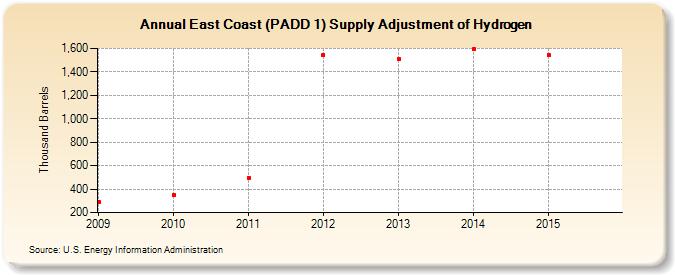 Annual East Coast (PADD 1) Supply Adjustment of Hydrogen
Thousand Barrels
1,600
1,400
1,200
1,000
800
600
400
200
2009 2010 2011 2012 2013 2014 2015
Source: U.S. Energy Information Administration